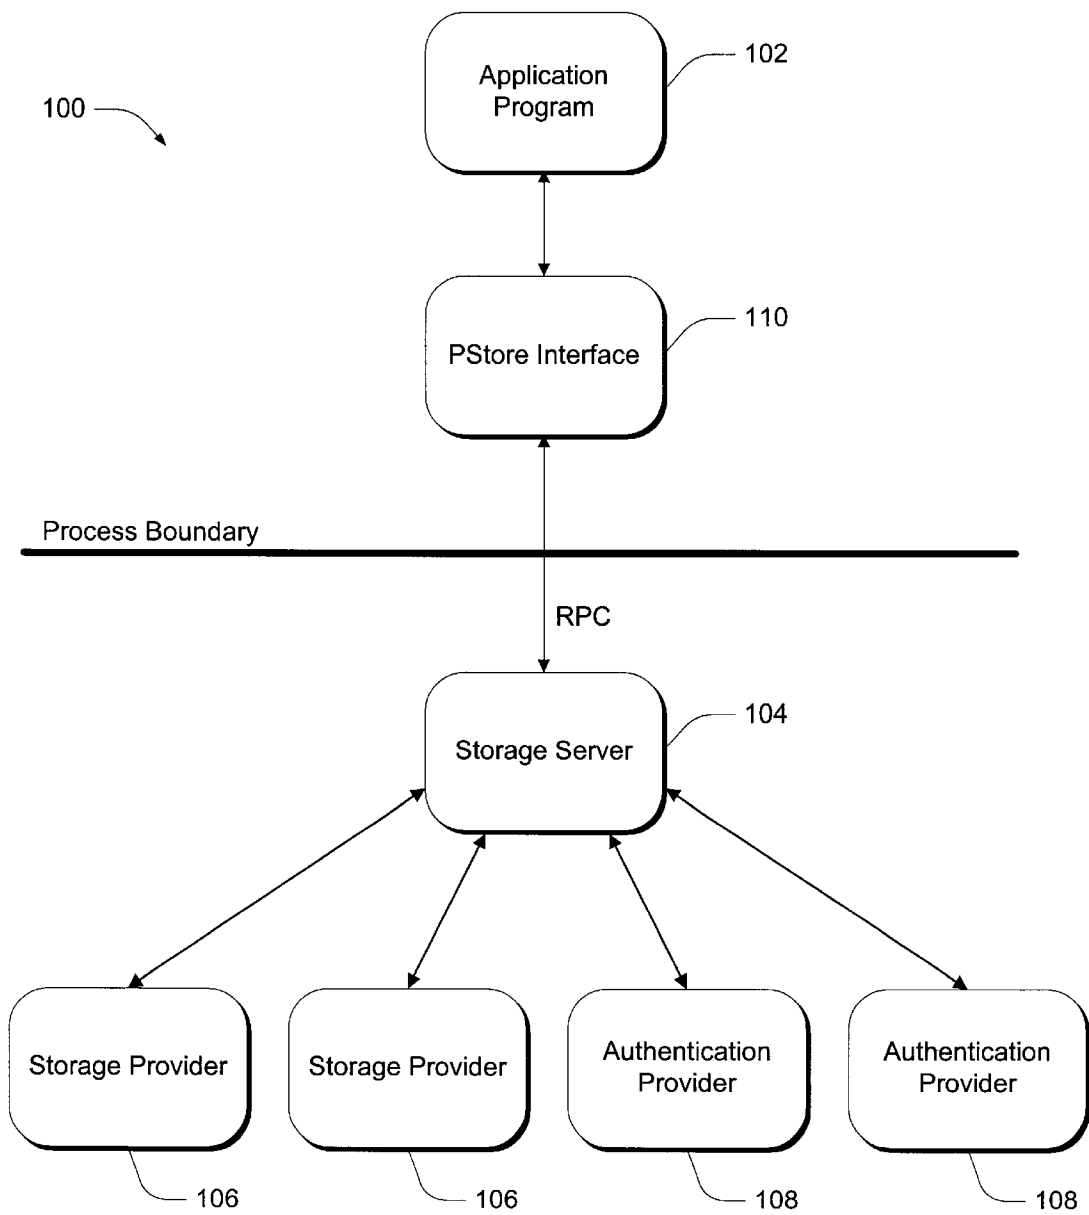 Application
Program
102
100
PStore Interface
110
Process Boundary
RPC
Storage Server
104
Storage Provider
Storage Provider
Authentication
Provider
Authentication
Provider
106
106
108
108